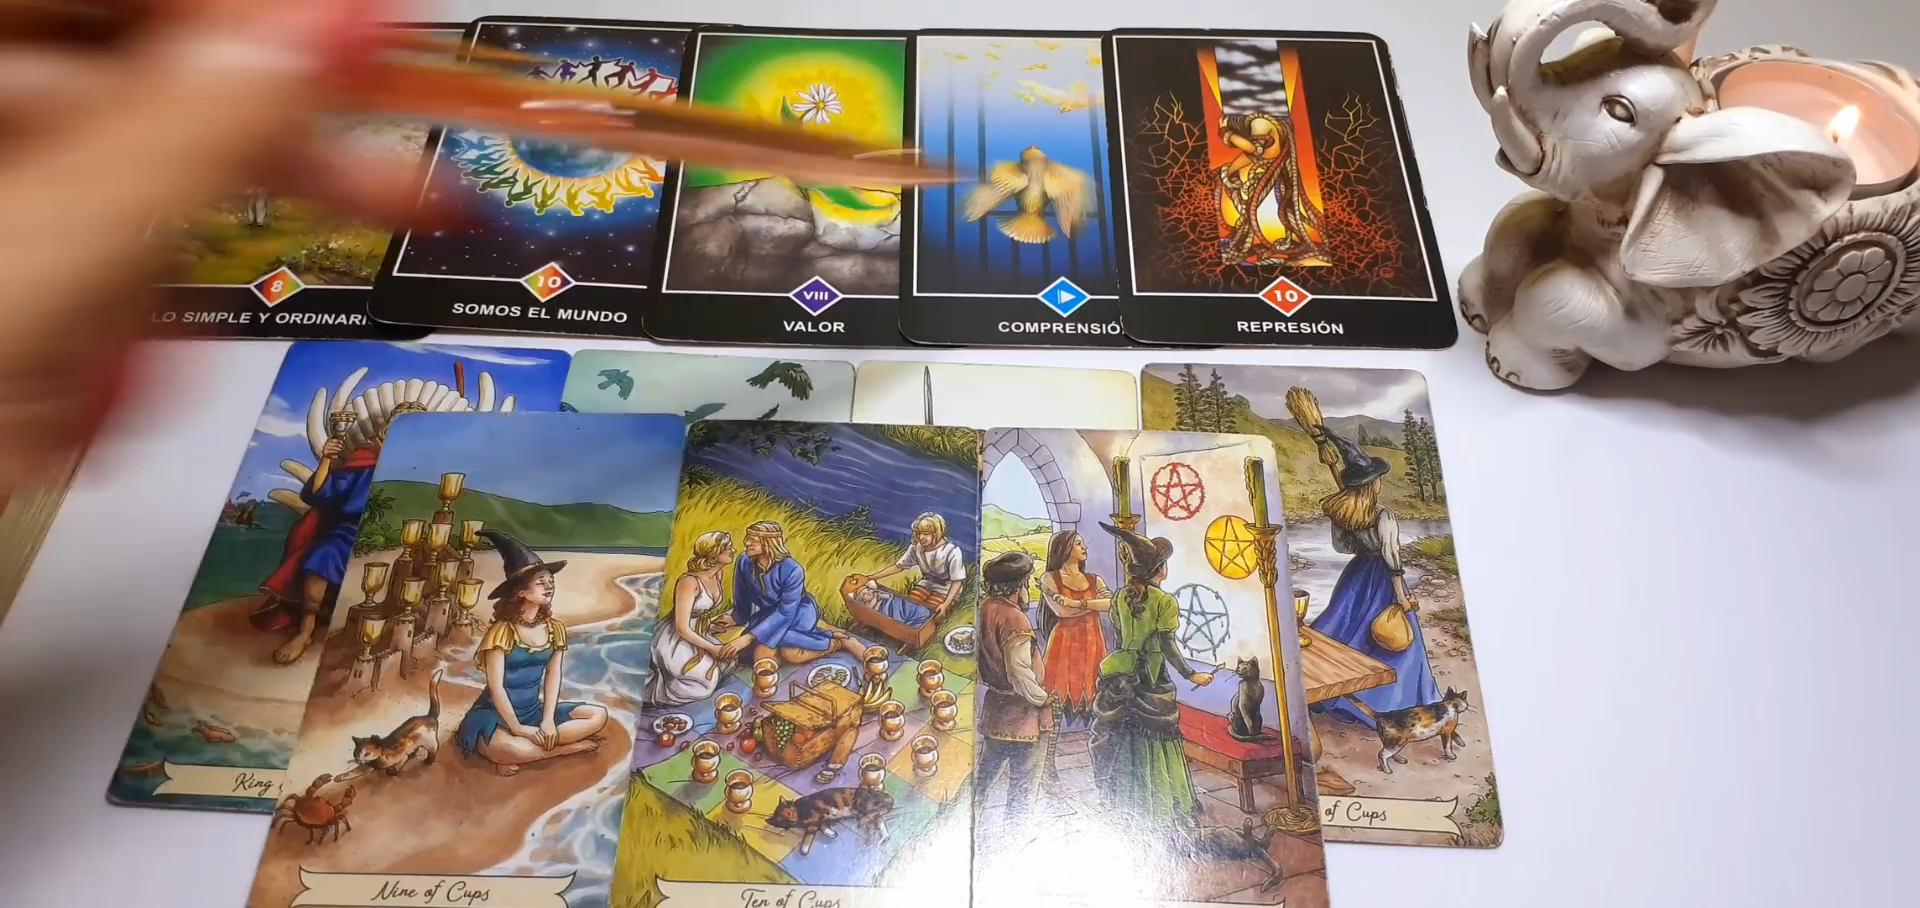 8
LO SIMPLE Y ORDINARI
10
SOMOS EL MUNDO
VIII
VALOR
COMPRENSIÓ
10
REPRESIÓN
King
of Cups
Nine of Cups
Ten of Cups